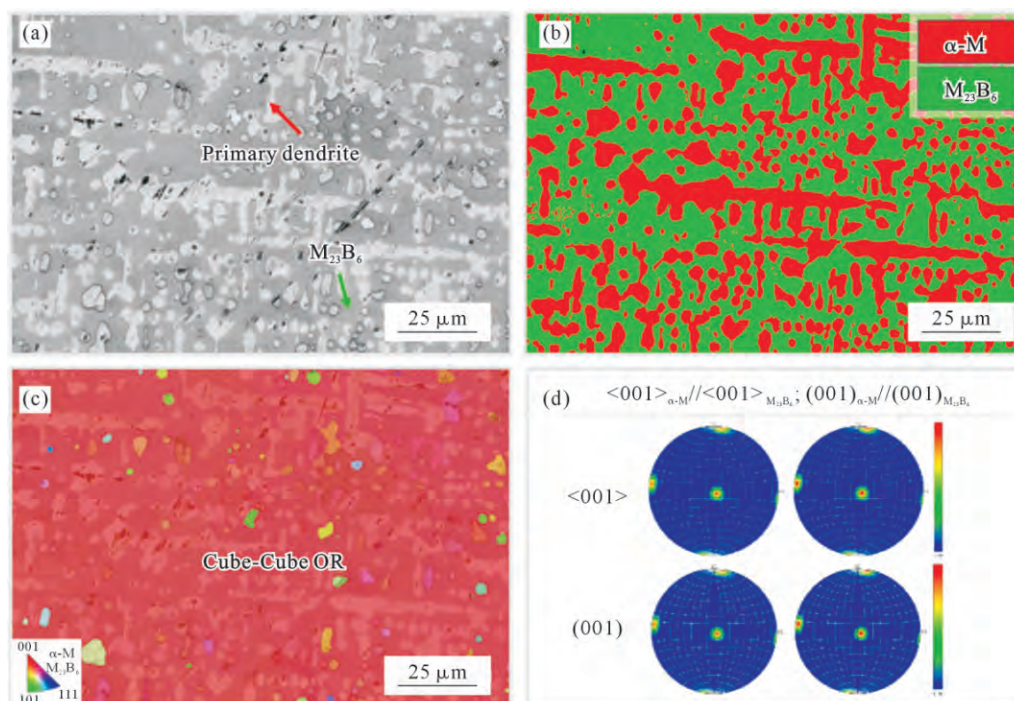 (a)
Primary dendrite
M₂₃B₆
25 μm
(b)
α-M
M₂₃B₆
(c)
Cube-Cube OR
001
α-M
M₂₃B₆
101
111
25 μm
25 μm
(d)
<001>α-M//<001>M₂₃B₆; (001)α-M//(001)M₂₃B₆
<001>
(001)